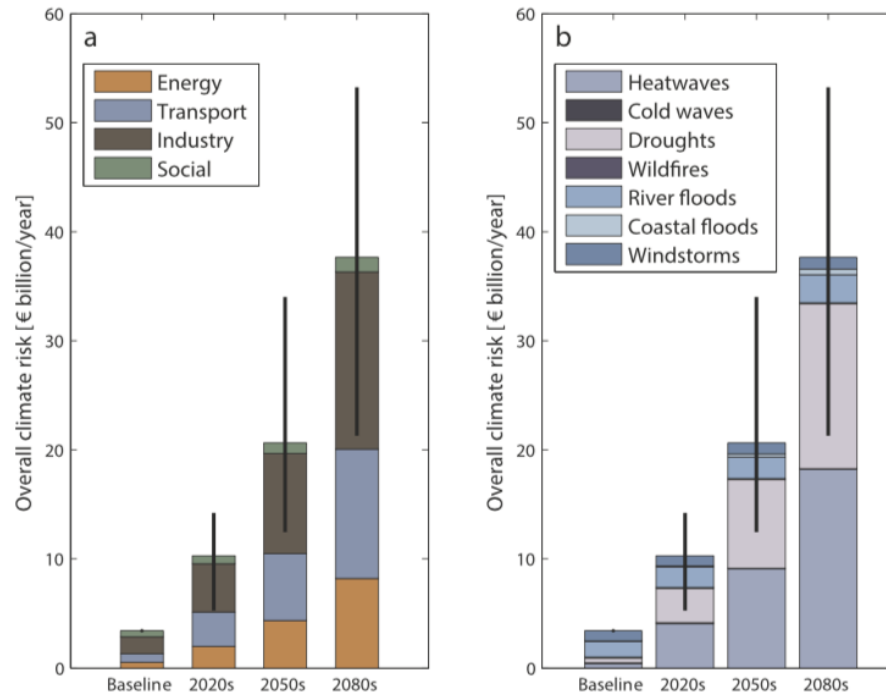 a
Energy
Transport
Industry
Social
Overall climate risk [€ billion/year]
60
50
40
30
20
10
0
Baseline 2020s 2050s 2080s
b
Heatwaves
Cold waves
Droughts
Wildfires
River floods
Coastal floods
Windstorms
Overall climate risk [€ billion/year]
60
50
40
30
20
10
0
Baseline 2020s 2050s 2080s